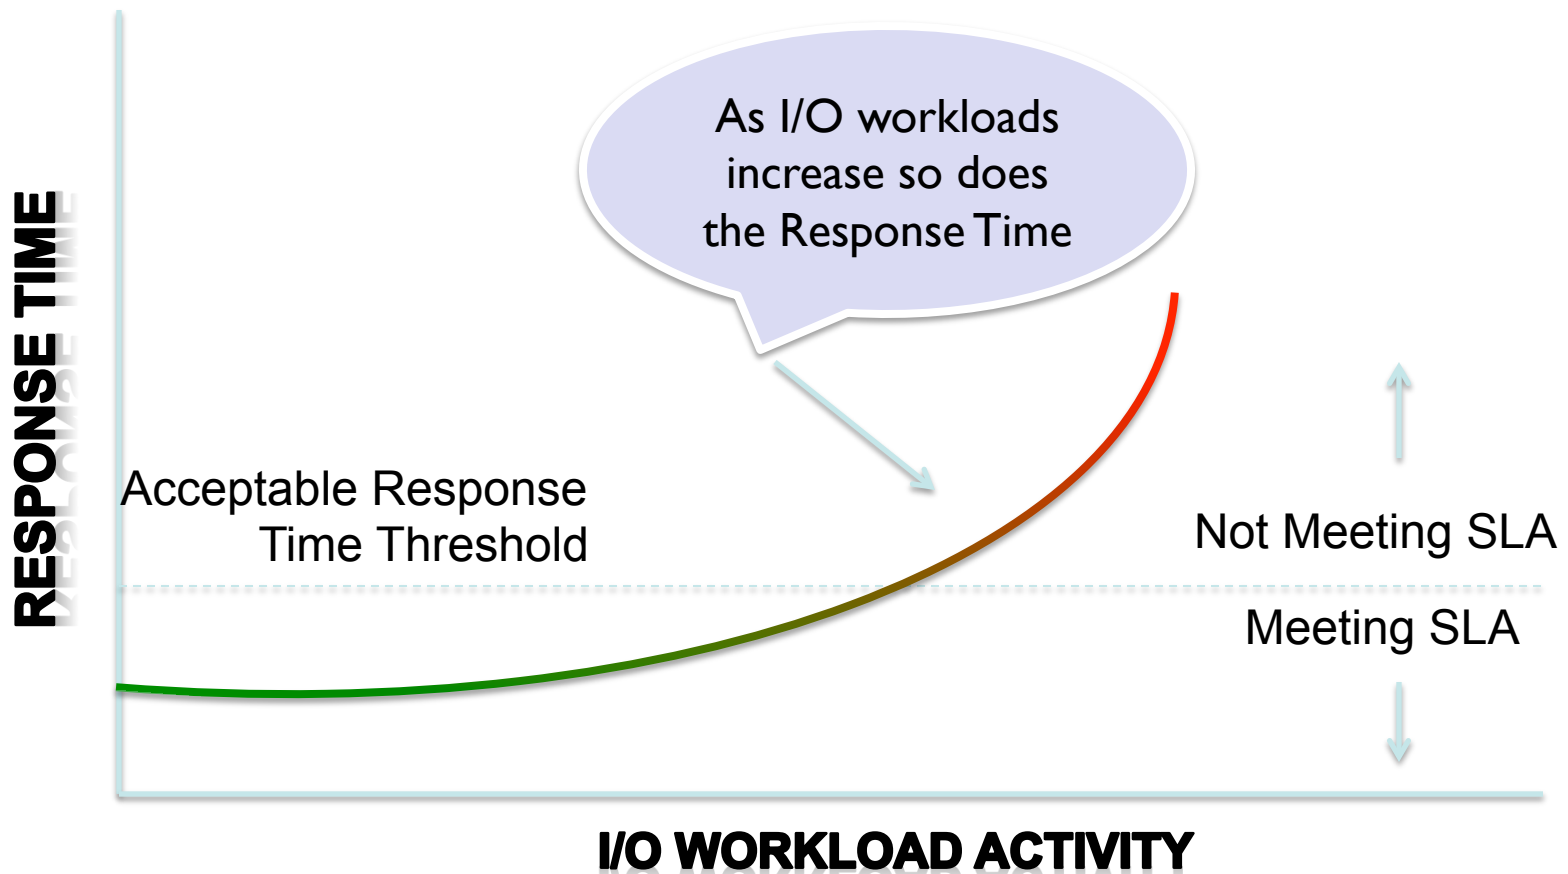 As I/O workloads
increase so does
the Response Time
RESPONSE TIME
Acceptable Response
Time Threshold
Not Meeting SLA
Meeting SLA
I/O WORKLOAD ACTIVITY